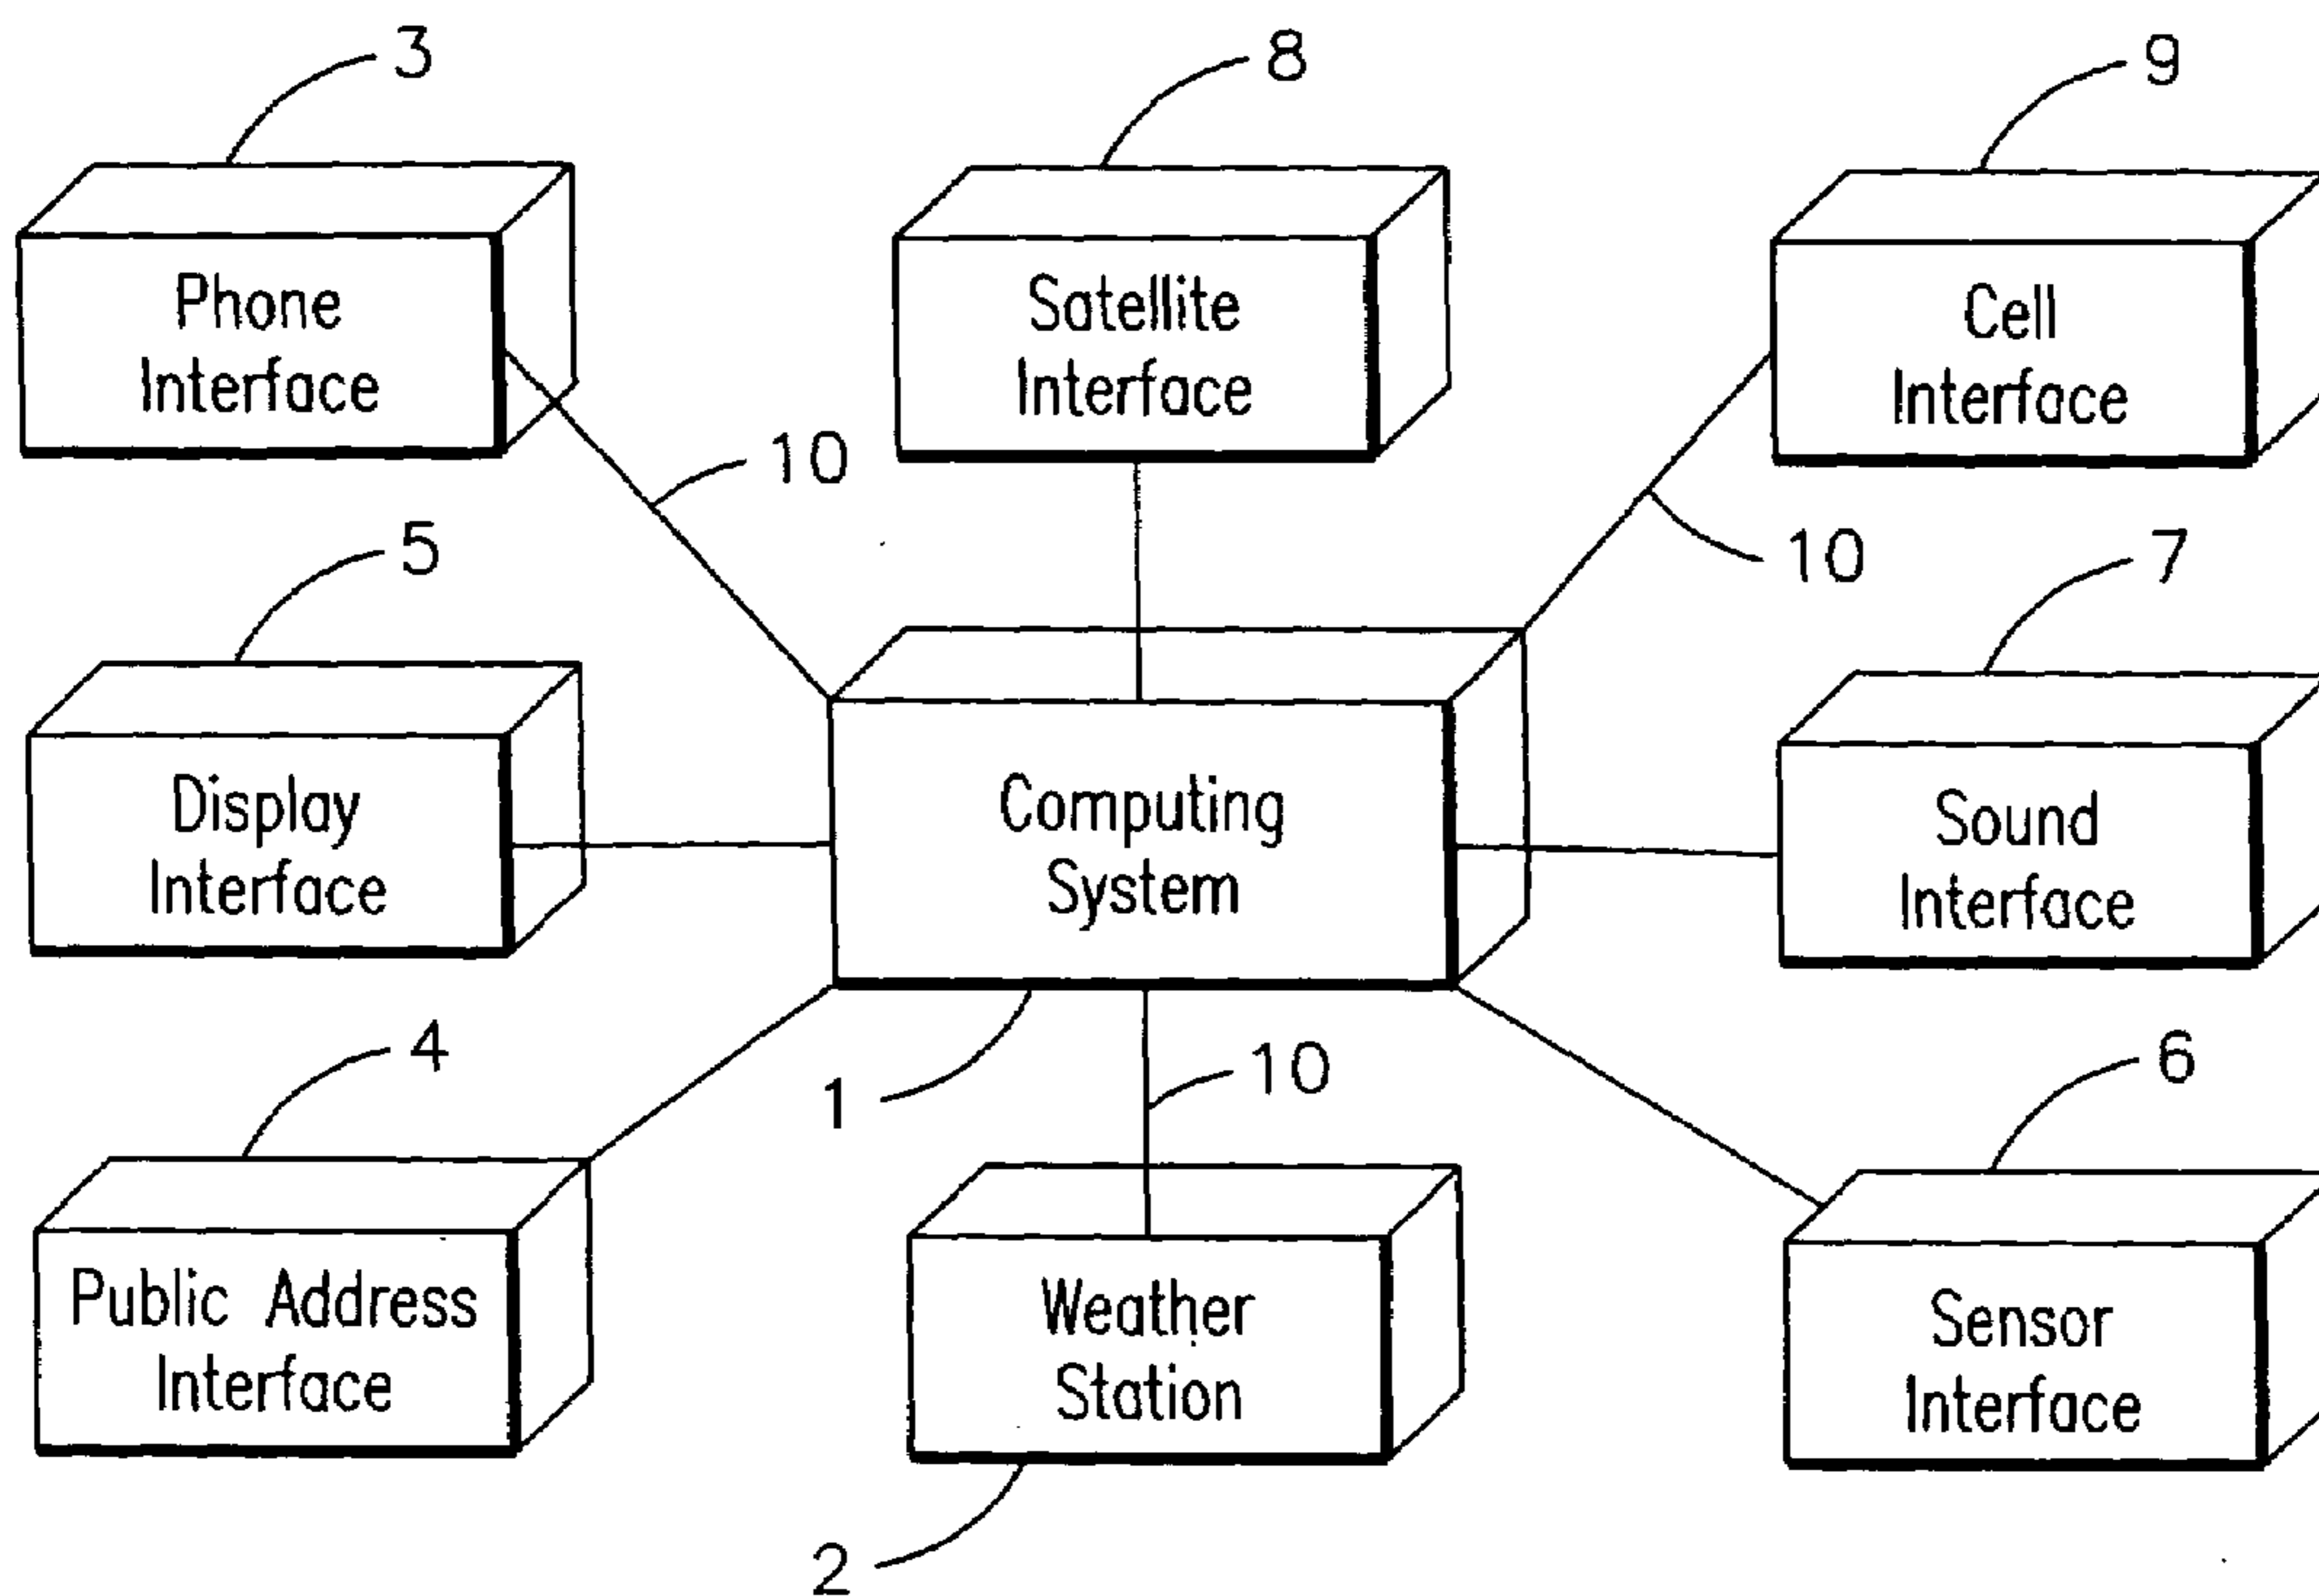 3
8
9
Phone
Interface
Satellite
Interface
Cell
Interface
10
10
5
7
Display
Interface
Computing
System
Sound
Interface
4
1
10
6
Public Address
Interface
Weather
Station
Sensor
Interface
2